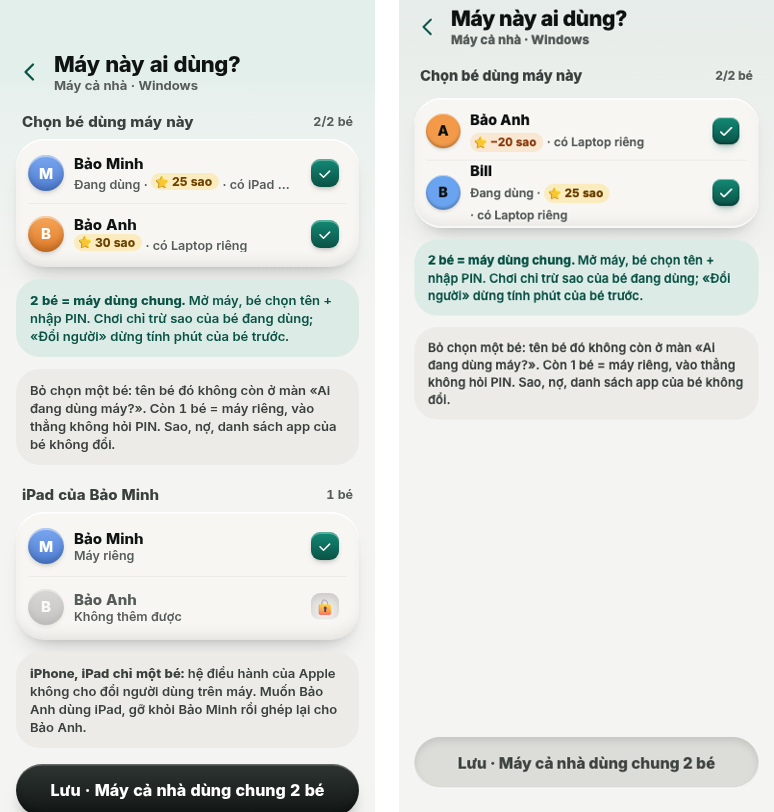 Máy này ai dùng?
Máy cả nhà · Windows
Chọn bé dùng máy này
2/2 bé
M
Bảo Minh
Đang dùng · ⭐ 25 sao · có iPad ...
B
Bảo Anh
⭐ 30 sao · có Laptop riêng
2 bé = máy dùng chung. Mở máy, bé chọn tên +
nhập PIN. Chơi chỉ trừ sao của bé đang dùng;
«Đổi người» dừng tính phút của bé trước.
Bỏ chọn một bé: tên bé đó không còn ở màn «Ai
đang dùng máy?». Còn 1 bé = máy riêng, vào
thẳng không hỏi PIN. Sao, nợ, danh sách app của
bé không đổi.
iPad của Bảo Minh
1 bé
M
Bảo Minh
Máy riêng
B
Bảo Anh
Không thêm được
iPhone, iPad chỉ một bé: hệ điều hành của Apple
không cho đổi người dùng trên máy. Muốn Bảo
Anh dùng iPad, gỡ khỏi Bảo Minh rồi ghép lại cho
Bảo Anh.
Lưu · Máy cả nhà dùng chung 2 bé
Máy này ai dùng?
Máy cả nhà · Windows
Chọn bé dùng máy này
2/2 bé
A
Bảo Anh
⭐ −20 sao · có Laptop riêng
B
Bill
Đang dùng · ⭐ 25 sao
· có Laptop riêng
2 bé = máy dùng chung. Mở máy, bé chọn tên +
nhập PIN. Chơi chỉ trừ sao của bé đang dùng; «Đổi
người» dừng tính phút của bé trước.
Bỏ chọn một bé: tên bé đó không còn ở màn «Ai
đang dùng máy?». Còn 1 bé = máy riêng, vào thẳng
không hỏi PIN. Sao, nợ, danh sách app của bé không
đổi.
Lưu · Máy cả nhà dùng chung 2 bé